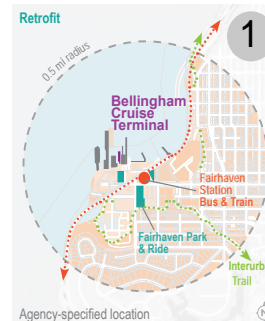 Retrofit
1
0.5 mi radius
Bellingham
Cruise
Terminal
Fairhaven
Station
Bus & Train
Fairhaven Park
& Ride
Interurb
Trail
Agency-specified location
N